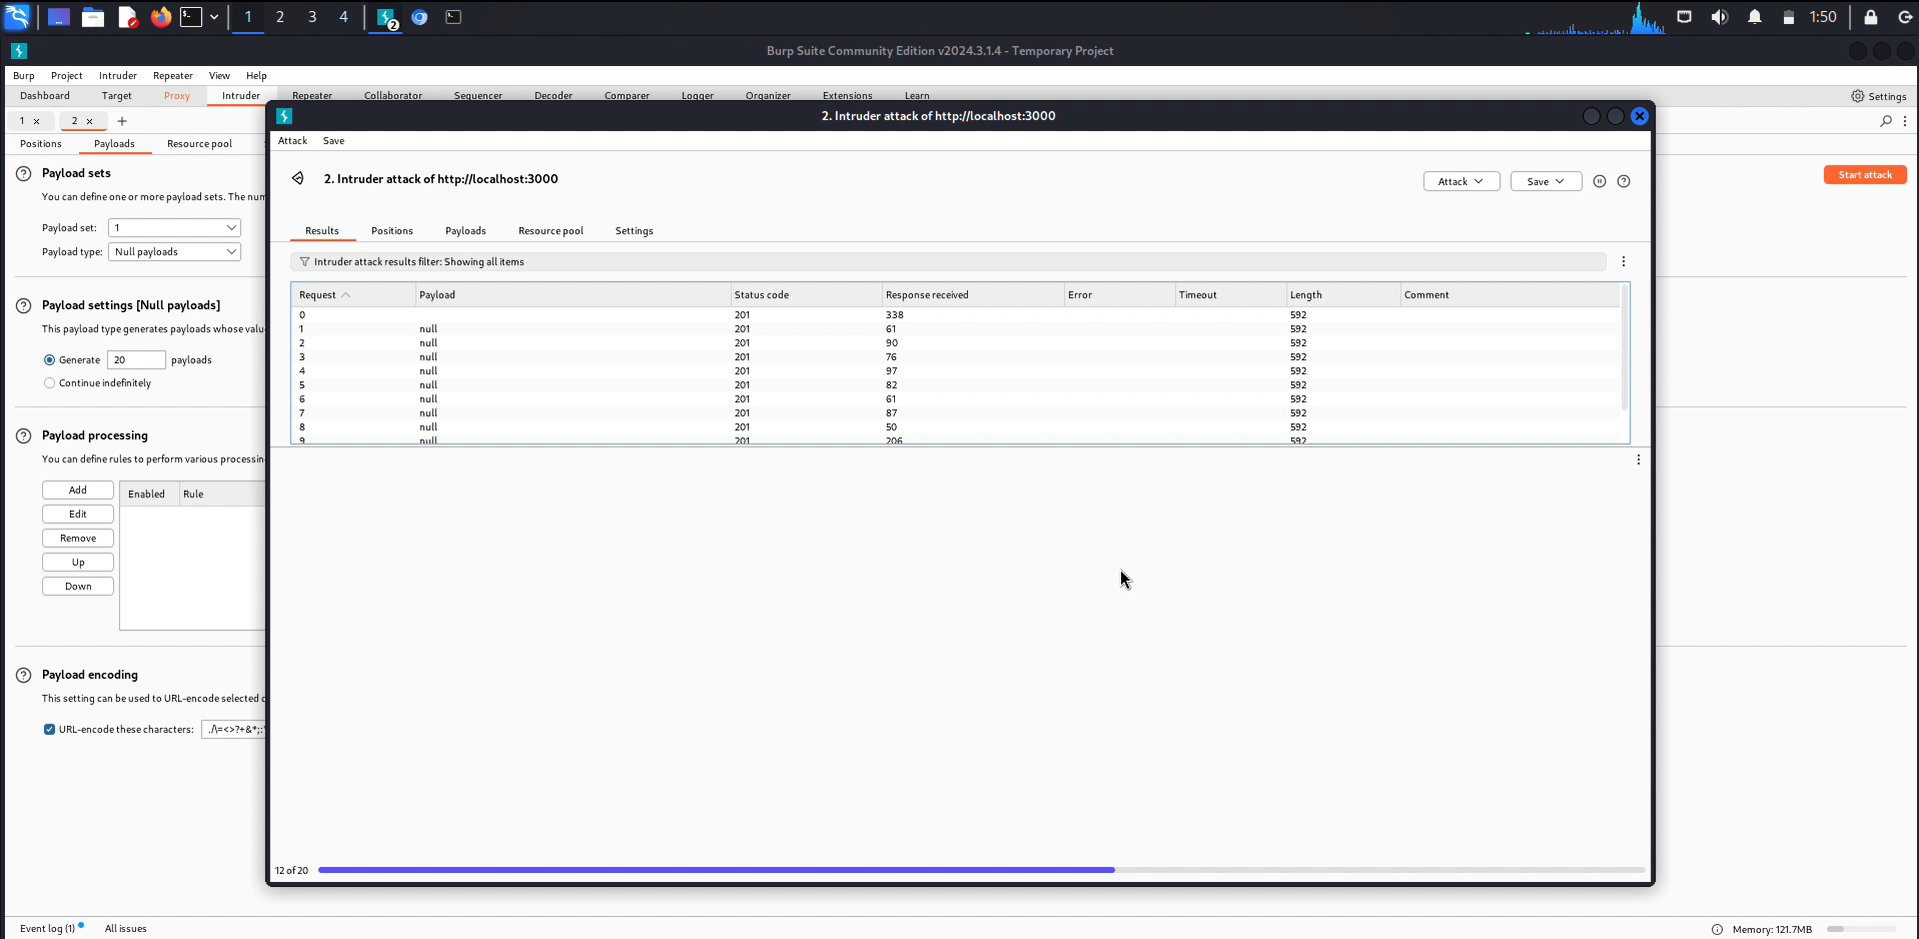 1 2 3 4 2 1:50
Burp Suite Community Edition v2024.3.1.4 - Temporary Project
Burp Project Intruder Repeater View Help
Dashboard Target Proxy Intruder Repeater Collaborator Sequencer Decoder Comparer Logger Organizer Extensions Learn Settings
1 × 2 × +
Positions Payloads Resource pool
Payload sets
Start attack
You can define one or more payload sets. The num
Payload set: 1
Payload type: Null payloads
Payload settings [Null payloads]
This payload type generates payloads whose valu
Generate 20 payloads
Continue indefinitely
Payload processing
You can define rules to perform various processin
Add
Edit
Remove
Up
Down
Enabled Rule
Payload encoding
This setting can be used to URL-encode selected c
URL-encode these characters: ./\=<>?+&*;:
2. Intruder attack of http://localhost:3000
Attack Save
2. Intruder attack of http://localhost:3000
Attack Save
Results Positions Payloads Resource pool Settings
Intruder attack results filter: Showing all items
Request Payload Status code Response received Error Timeout Length Comment
0 201 338 592
1 null 201 61 592
2 null 201 90 592
3 null 201 76 592
4 null 201 97 592
5 null 201 82 592
6 null 201 61 592
7 null 201 87 592
8 null 201 50 592
9 null 201 206 592
12 of 20
Event log (1) All issues Memory: 121.7MB